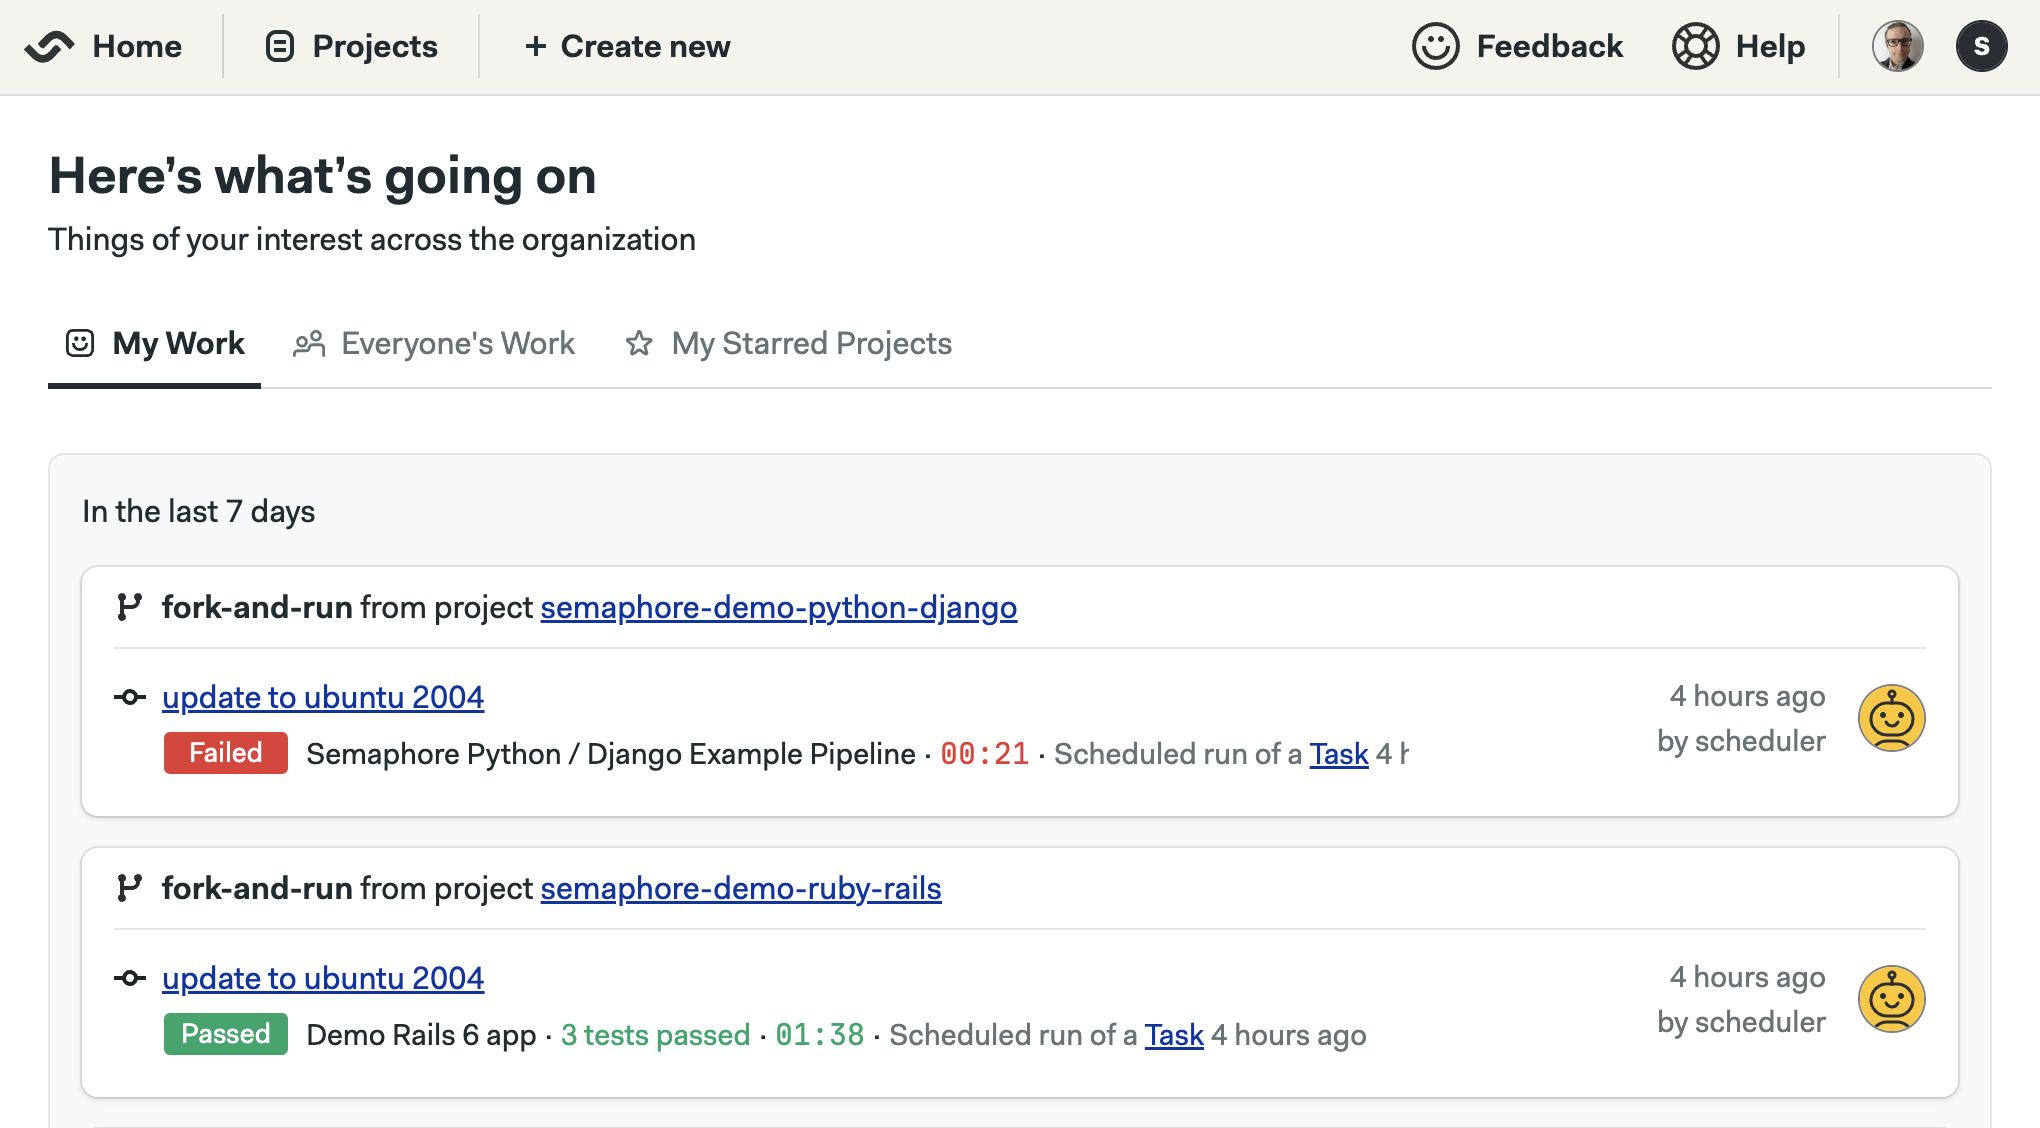 Home
Projects
+ Create new
Feedback
Help
S
Here's what's going on
Things of your interest across the organization
My Work
Everyone's Work
My Starred Projects
In the last 7 days
fork-and-run from project semaphore-demo-python-django
update to ubuntu 2004
4 hours ago
Failed Semaphore Python / Django Example Pipeline · 00:21 · Scheduled run of a Task 4 h
by scheduler
fork-and-run from project semaphore-demo-ruby-rails
update to ubuntu 2004
4 hours ago
Passed Demo Rails 6 app · 3 tests passed · 01:38 · Scheduled run of a Task 4 hours ago
by scheduler